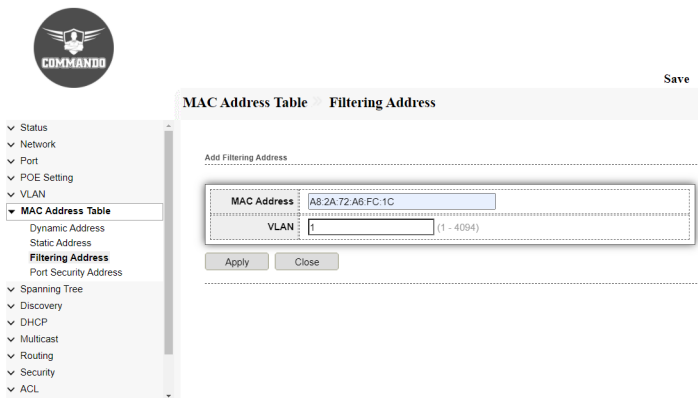 COMMANDO
Save
MAC Address Table » Filtering Address
Status
Network
Port
POE Setting
VLAN
MAC Address Table
Dynamic Address
Static Address
Filtering Address
Port Security Address
Spanning Tree
Discovery
DHCP
Multicast
Routing
Security
ACL
Add Filtering Address
MAC Address A8:2A:72:A6:FC:1C
VLAN 1 (1 - 4094)
Apply Close